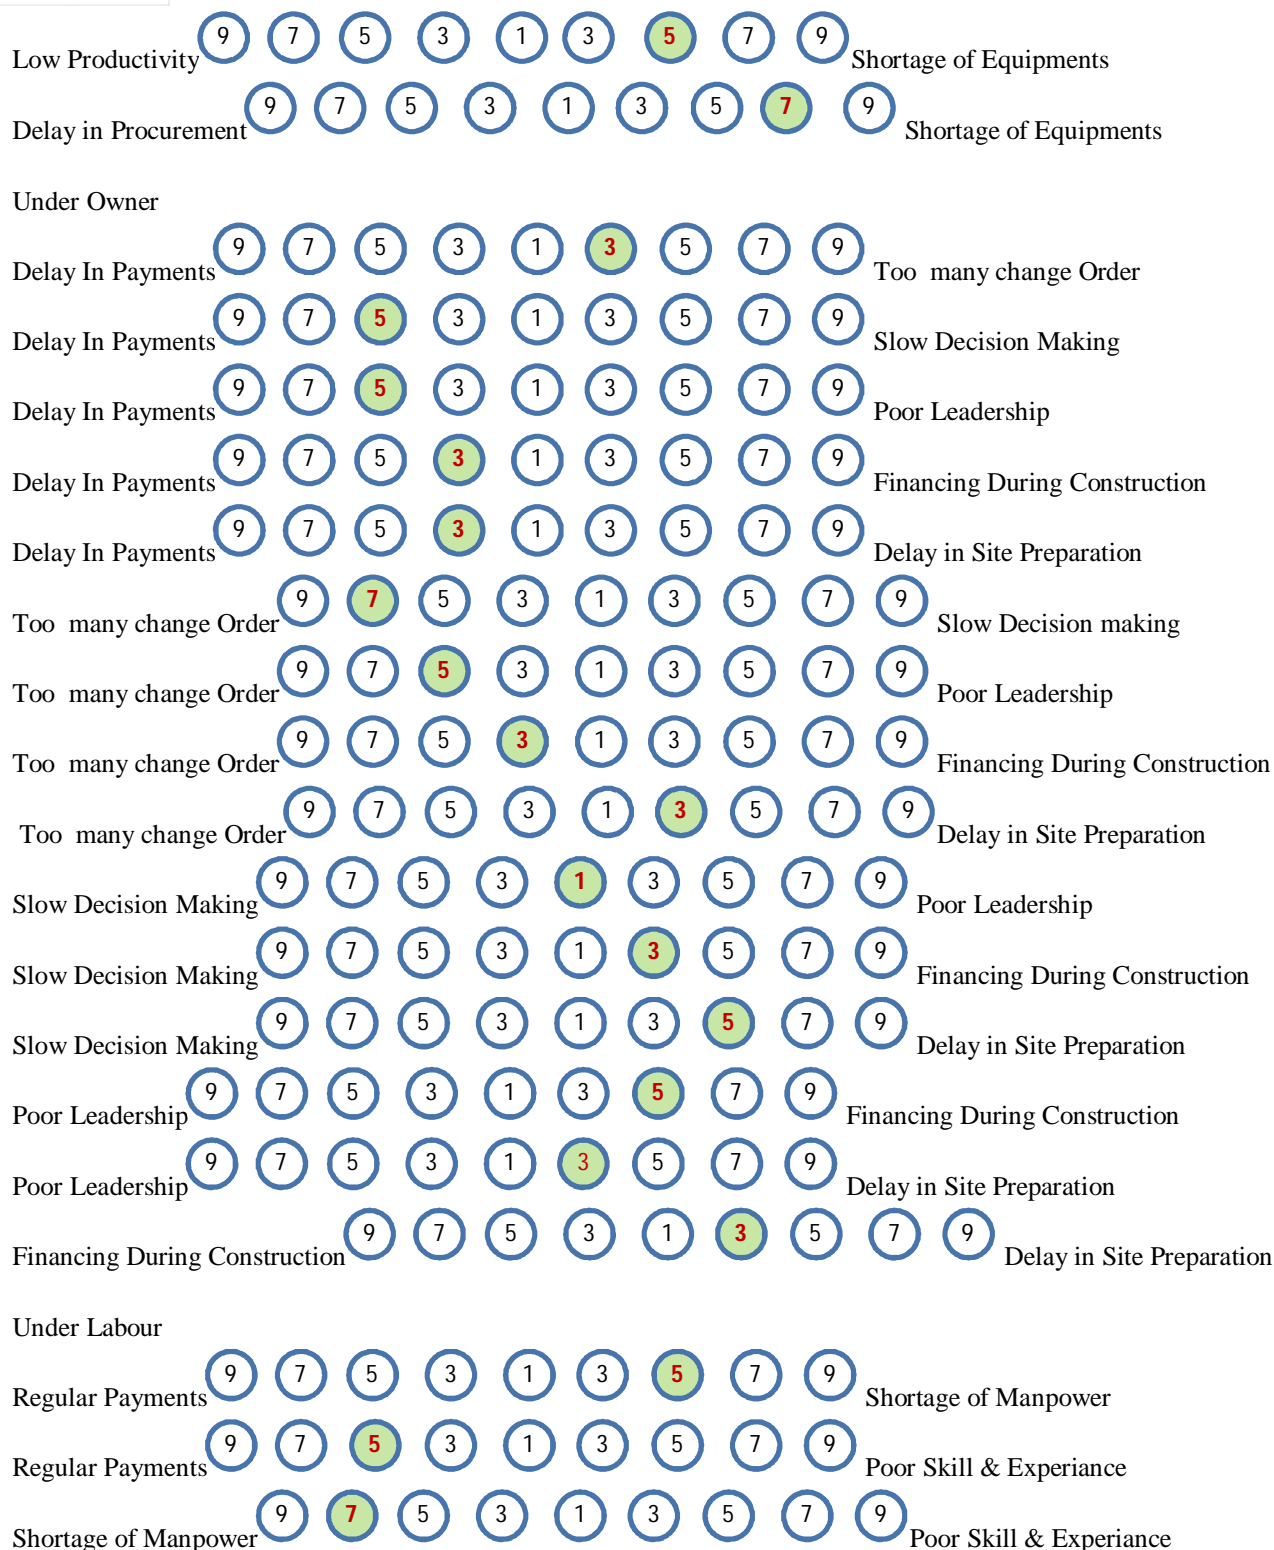 Low Productivity 9 7 5 3 1 3 5 7 9 Shortage of Equipments
Delay in Procurement 9 7 5 3 1 3 5 7 9 Shortage of Equipments
Under Owner
Delay In Payments 9 7 5 3 1 3 5 7 9 Too many change Order
Delay In Payments 9 7 5 3 1 3 5 7 9 Slow Decision Making
Delay In Payments 9 7 5 3 1 3 5 7 9 Poor Leadership
Delay In Payments 9 7 5 3 1 3 5 7 9 Financing During Construction
Delay In Payments 9 7 5 3 1 3 5 7 9 Delay in Site Preparation
Too many change Order 9 7 5 3 1 3 5 7 9 Slow Decision making
Too many change Order 9 7 5 3 1 3 5 7 9 Poor Leadership
Too many change Order 9 7 5 3 1 3 5 7 9 Financing During Construction
Too many change Order 9 7 5 3 1 3 5 7 9 Delay in Site Preparation
Slow Decision Making 9 7 5 3 1 3 5 7 9 Poor Leadership
Slow Decision Making 9 7 5 3 1 3 5 7 9 Financing During Construction
Slow Decision Making 9 7 5 3 1 3 5 7 9 Delay in Site Preparation
Poor Leadership 9 7 5 3 1 3 5 7 9 Financing During Construction
Poor Leadership 9 7 5 3 1 3 5 7 9 Delay in Site Preparation
Financing During Construction 9 7 5 3 1 3 5 7 9 Delay in Site Preparation
Under Labour
Regular Payments 9 7 5 3 1 3 5 7 9 Shortage of Manpower
Regular Payments 9 7 5 3 1 3 5 7 9 Poor Skill & Experiance
Shortage of Manpower 9 7 5 3 1 3 5 7 9 Poor Skill & Experiance